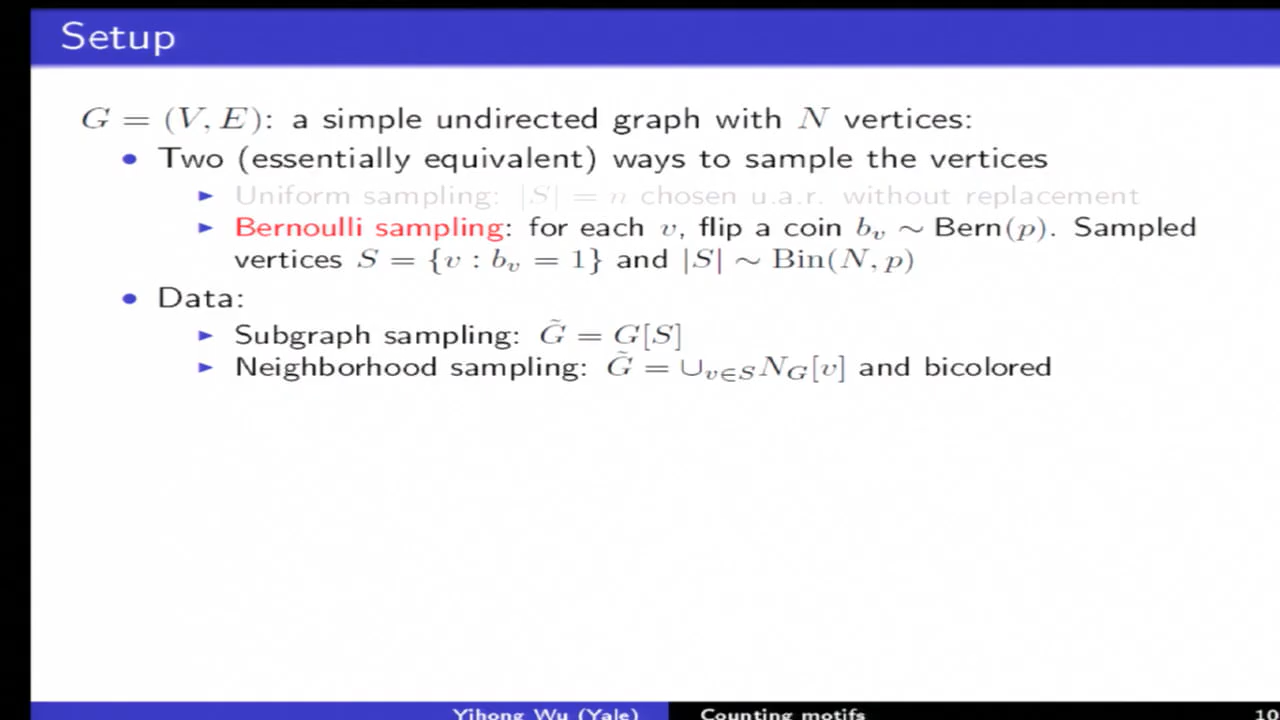 Setup
G = (V, E): a simple undirected graph with N vertices:
• Two (essentially equivalent) ways to sample the vertices
► Uniform sampling: |S| = n chosen u.a.r. without replacement
► Bernoulli sampling: for each v, flip a coin b_v ∼ Bern(p). Sampled
vertices S = {v : b_v = 1} and |S| ∼ Bin(N, p)
• Data:
► Subgraph sampling: G̃ = G[S]
► Neighborhood sampling: G̃ = ∪_{v∈S} N_G[v] and bicolored
Yihong Wu (Yale) Counting motifs 10